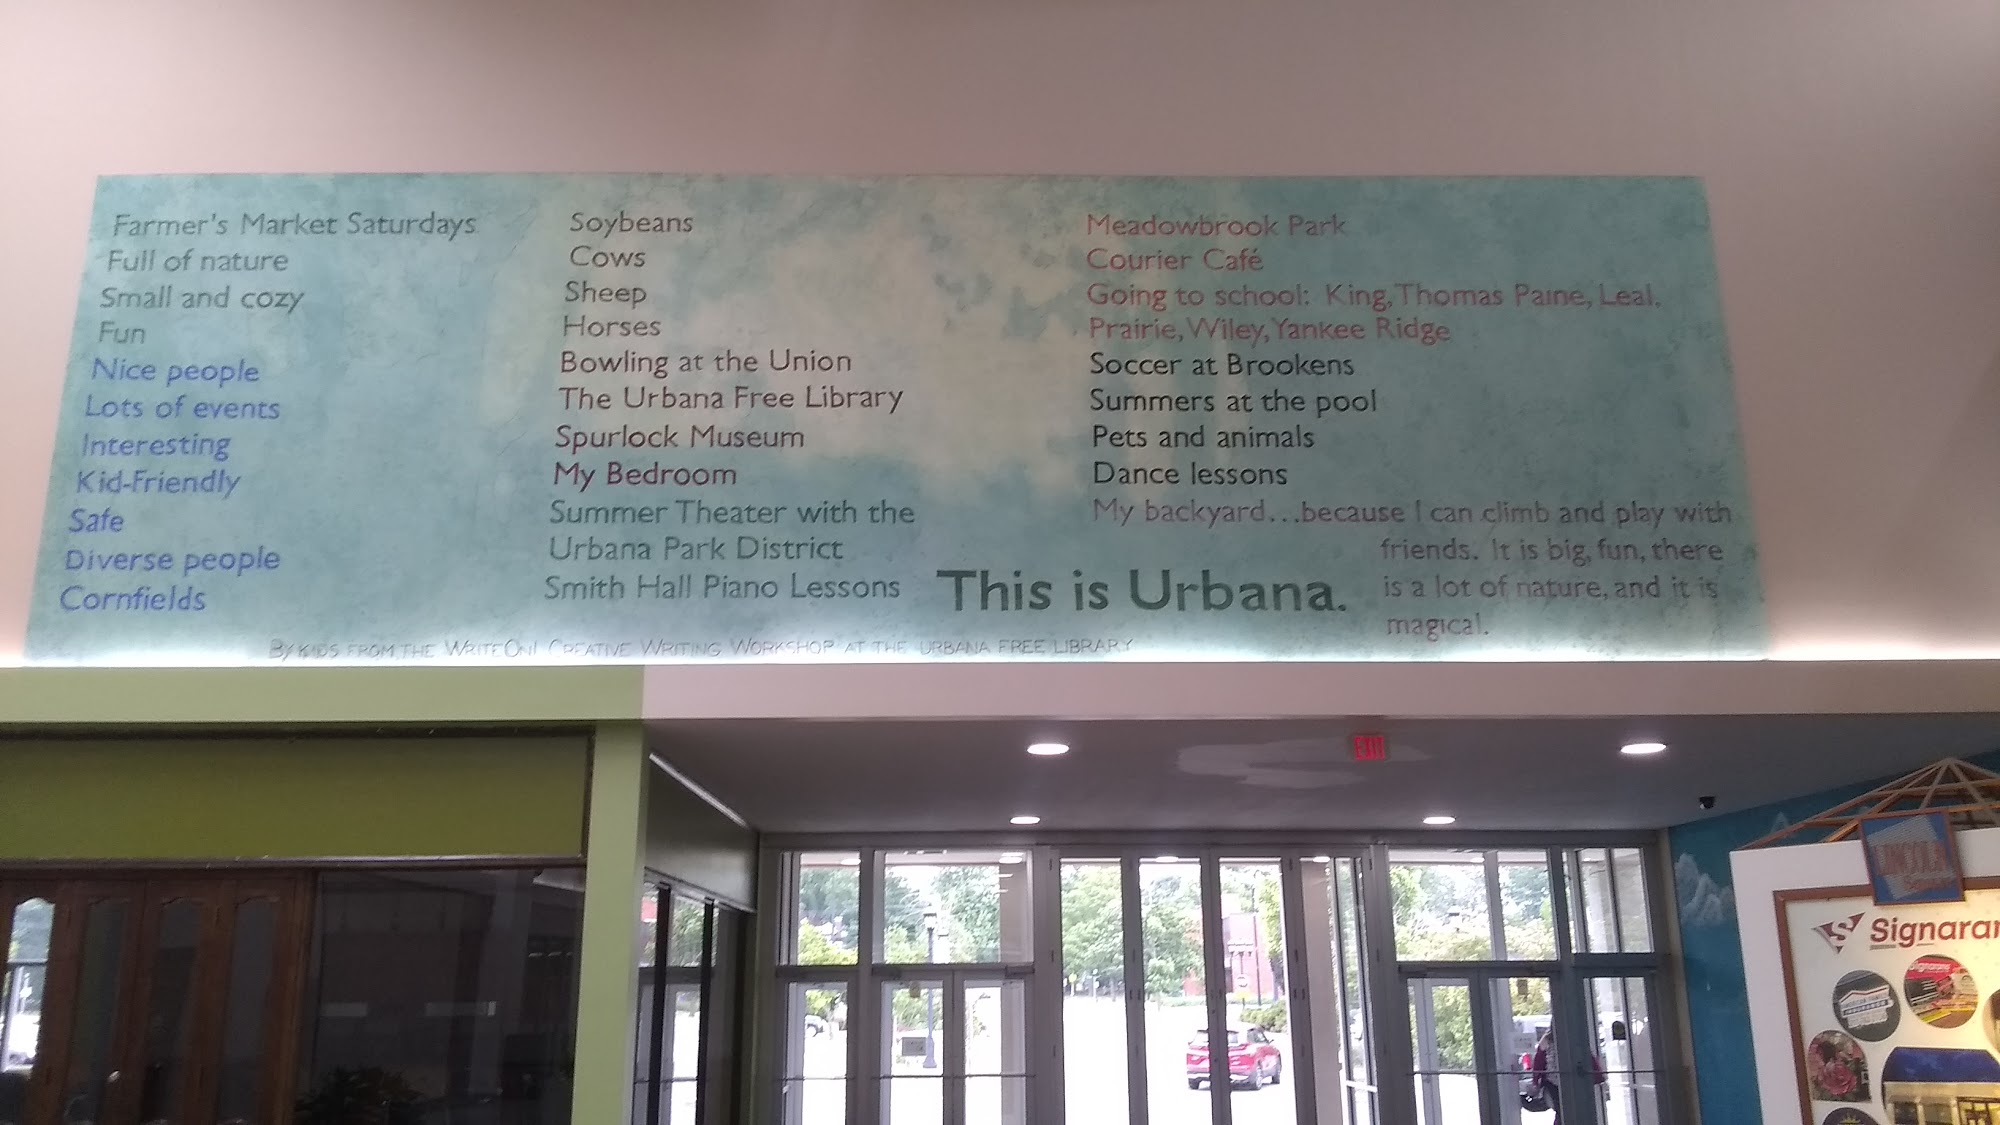 Farmer's Market Saturdays
Full of nature
Small and cozy
Fun
Nice people
Lots of events
Interesting
Kid-Friendly
Safe
Diverse people
Cornfields
Soybeans
Cows
Sheep
Horses
Bowling at the Union
The Urbana Free Library
Spurlock Museum
My Bedroom
Summer Theater with the
Urbana Park District
Smith Hall Piano Lessons
Meadowbrook Park
Courier Café
Going to school: King, Thomas Paine, Leal,
Prairie, Wiley, Yankee Ridge
Soccer at Brookens
Summers at the pool
Pets and animals
Dance lessons
My backyard...because I can climb and play with
friends. It is big, fun, there
is a lot of nature, and it is
magical.
This is Urbana.
BY KIDS FROM THE WRITEON! CREATIVE WRITING WORKSHOP AT THE URBANA FREE LIBRARY
EXIT
LINCOLN
S Signarar